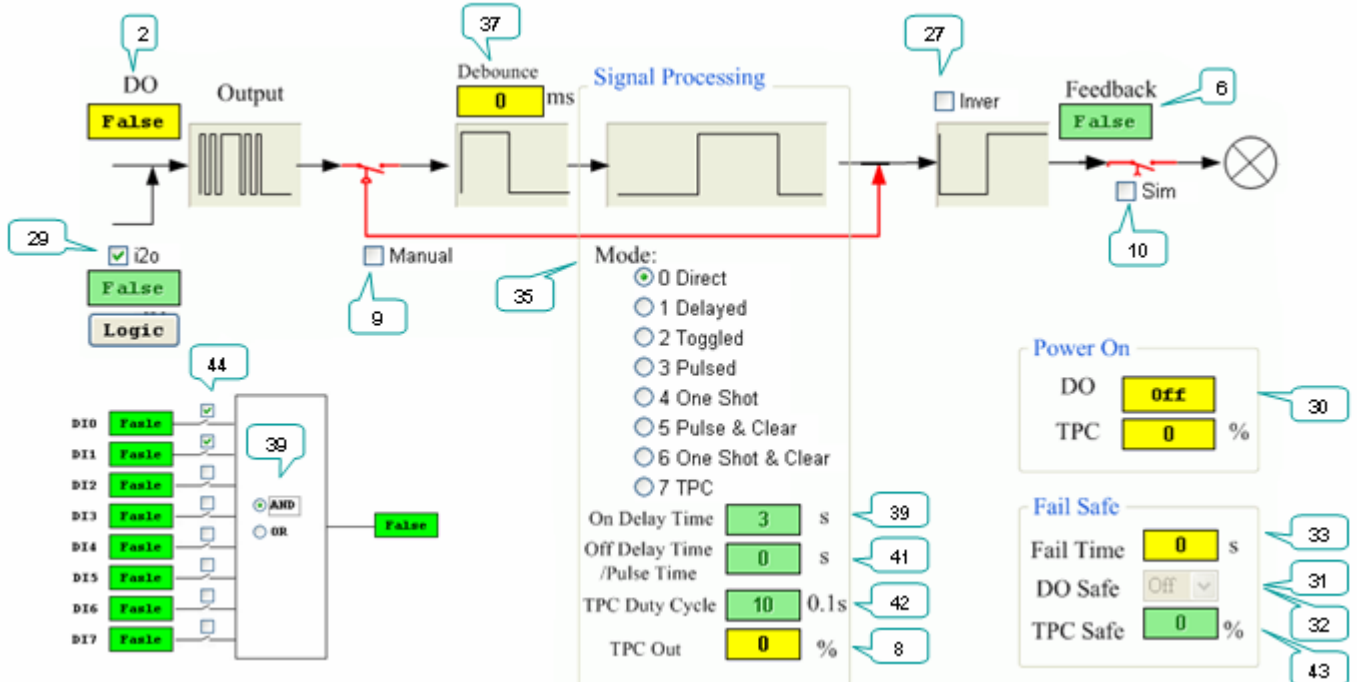 2
37
27
DO
Output
Debounce
Signal Processing
Feedback
6
False
0 ms
Inver
False
29
i2o
Manual
Sim
False
9
10
Logic
Mode:
35
0 Direct
1 Delayed
2 Toggled
3 Pulsed
4 One Shot
5 Pulse & Clear
6 One Shot & Clear
7 TPC
On Delay Time 3 s 39
Off Delay Time
/Pulse Time 0 s 41
TPC Duty Cycle 10 0.1s 42
TPC Out 0 % 8
44
DI0 Fasle
DI1 Fasle
DI2 Fasle
DI3 Fasle
DI4 Fasle
DI5 Fasle
DI6 Fasle
DI7 Fasle
39
AND
OR
False
Power On
DO Off
30
TPC 0 %
Fail Safe
Fail Time 0 s 33
DO Safe Off 31
32
TPC Safe 0 %
43